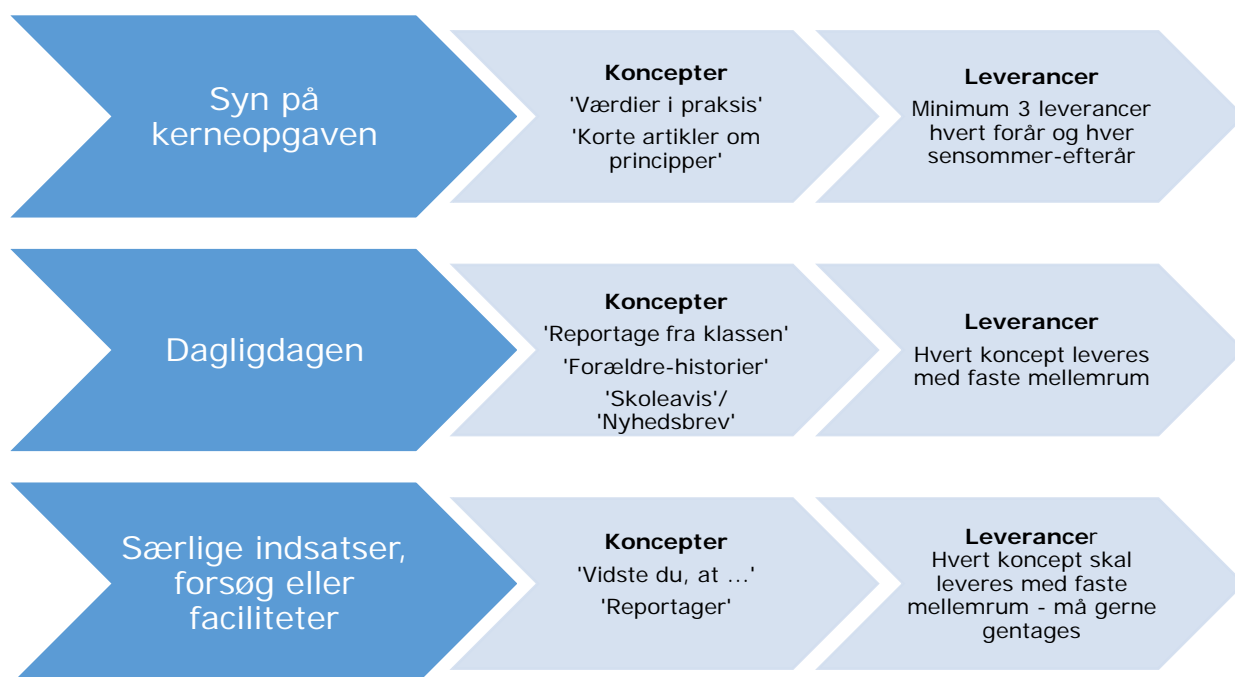 Syn på
kerneopgaven
Koncepter
'Værdier i praksis'
'Korte artikler om
principper'
Leverancer
Minimum 3 leverancer
hvert forår og hver
sensommer-efterår
Dagligdagen
Koncepter
'Reportage fra klassen'
'Forældre-historier'
'Skoleavis'/
'Nyhedsbrev'
Leverancer
Hvert koncept leveres
med faste mellemrum
Særlige indsatser,
forsøg eller
faciliteter
Koncepter
'Vidste du, at ...'
'Reportager'
Leverancer
Hvert koncept skal
leveres med faste
mellemrum - må gerne
gentages